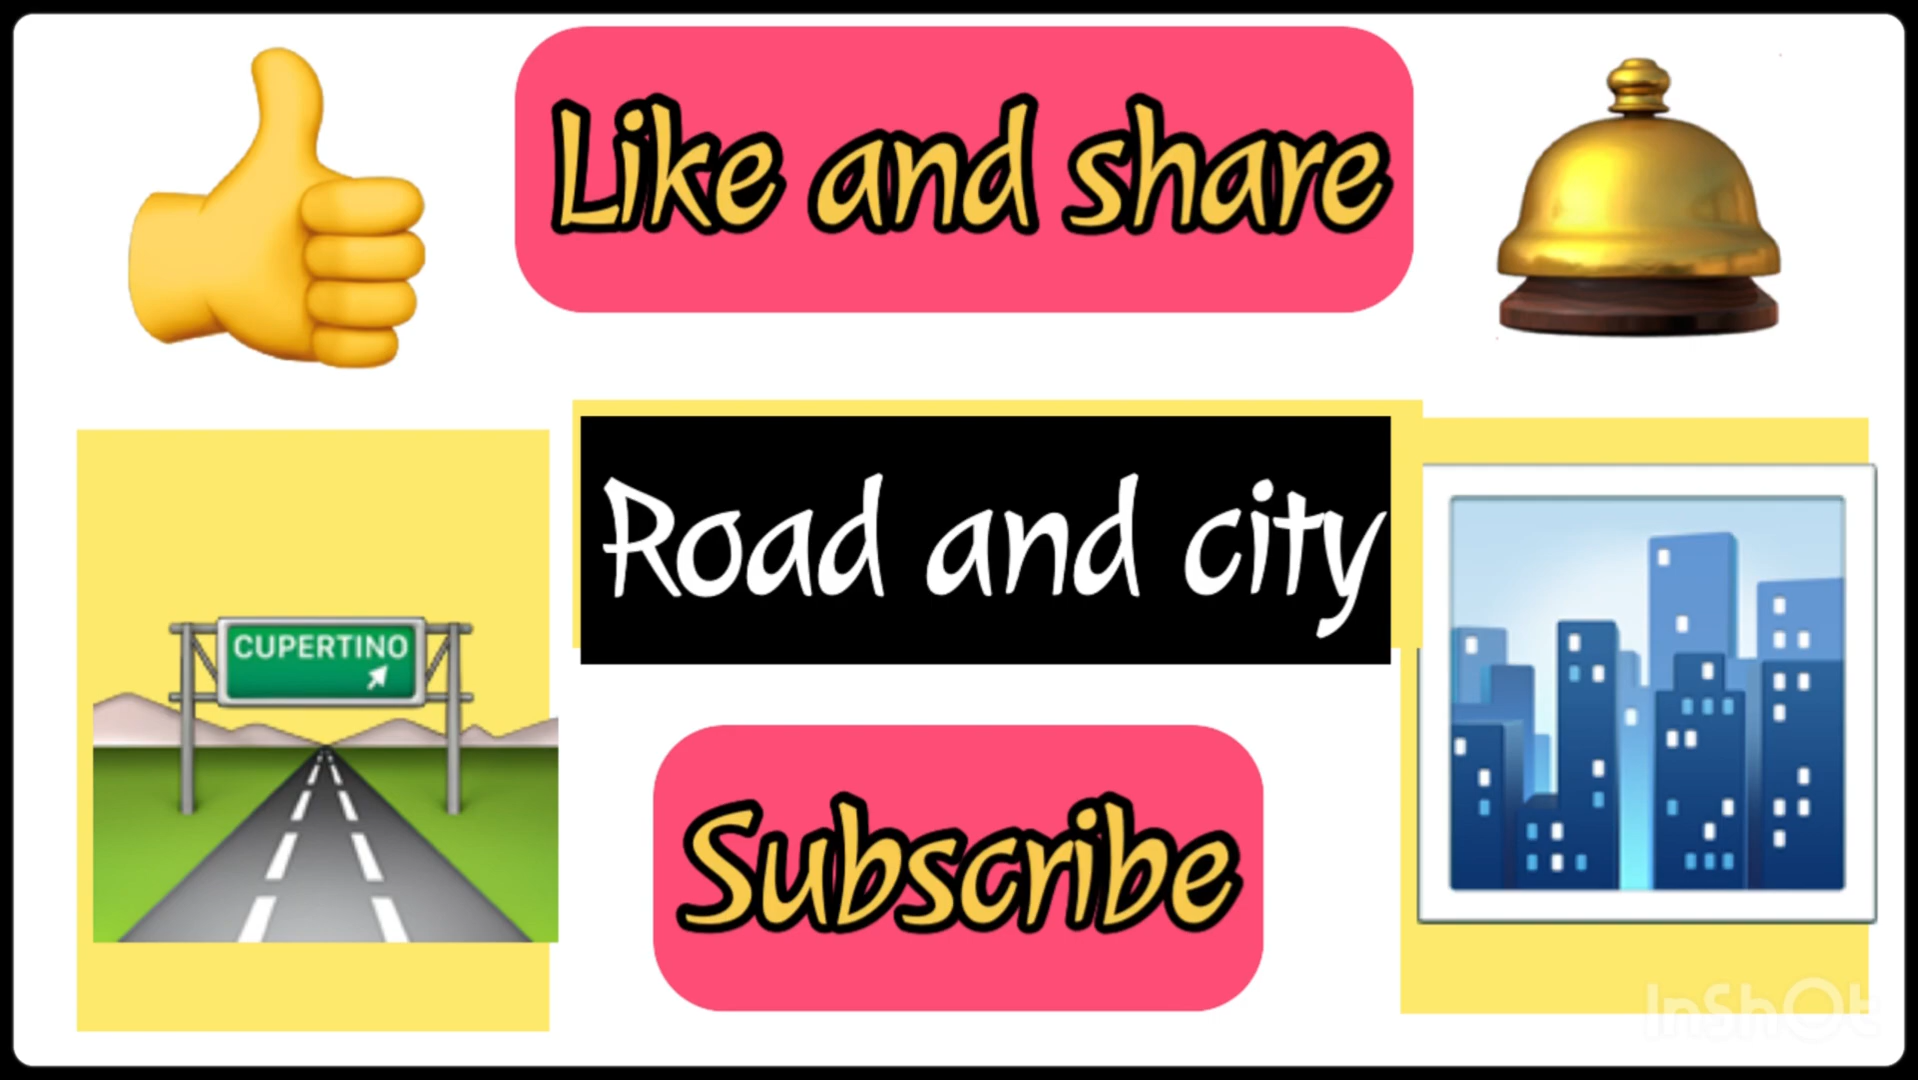 Like and share
Road and city
CUPERTINO
Subscribe
InShOt